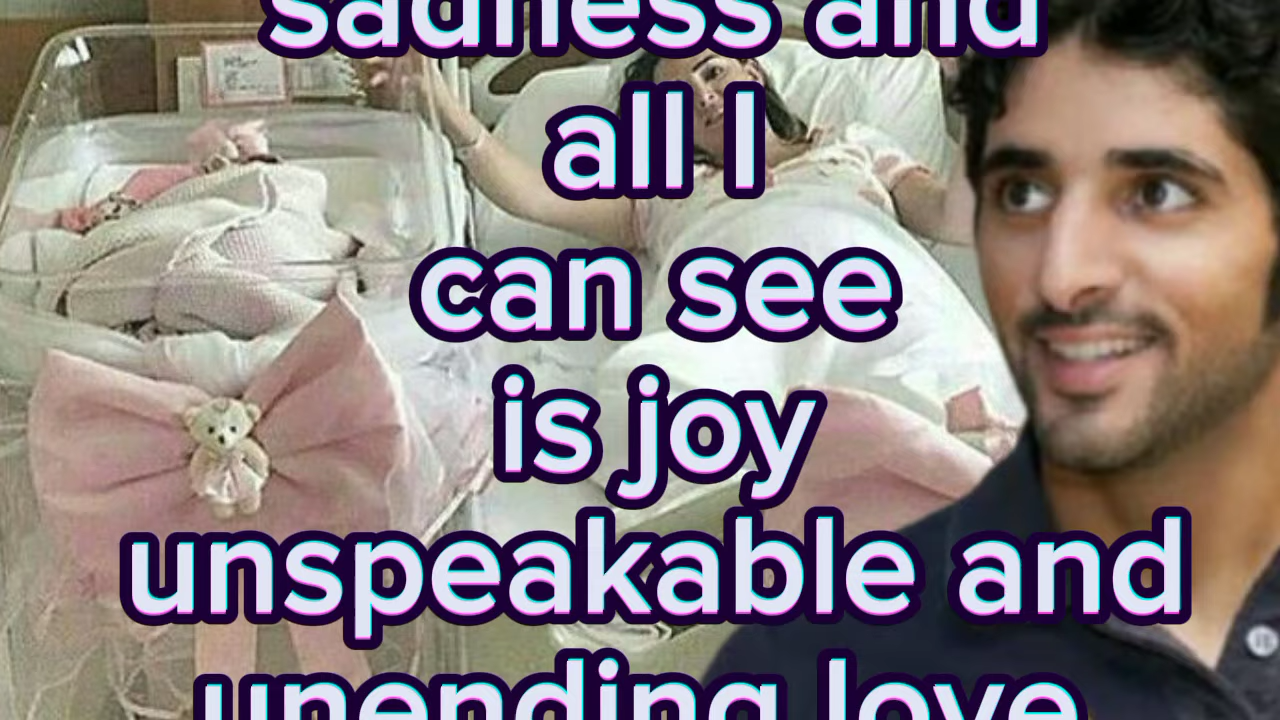 sadness and
all I
can see
is joy
unspeakable and
unending love